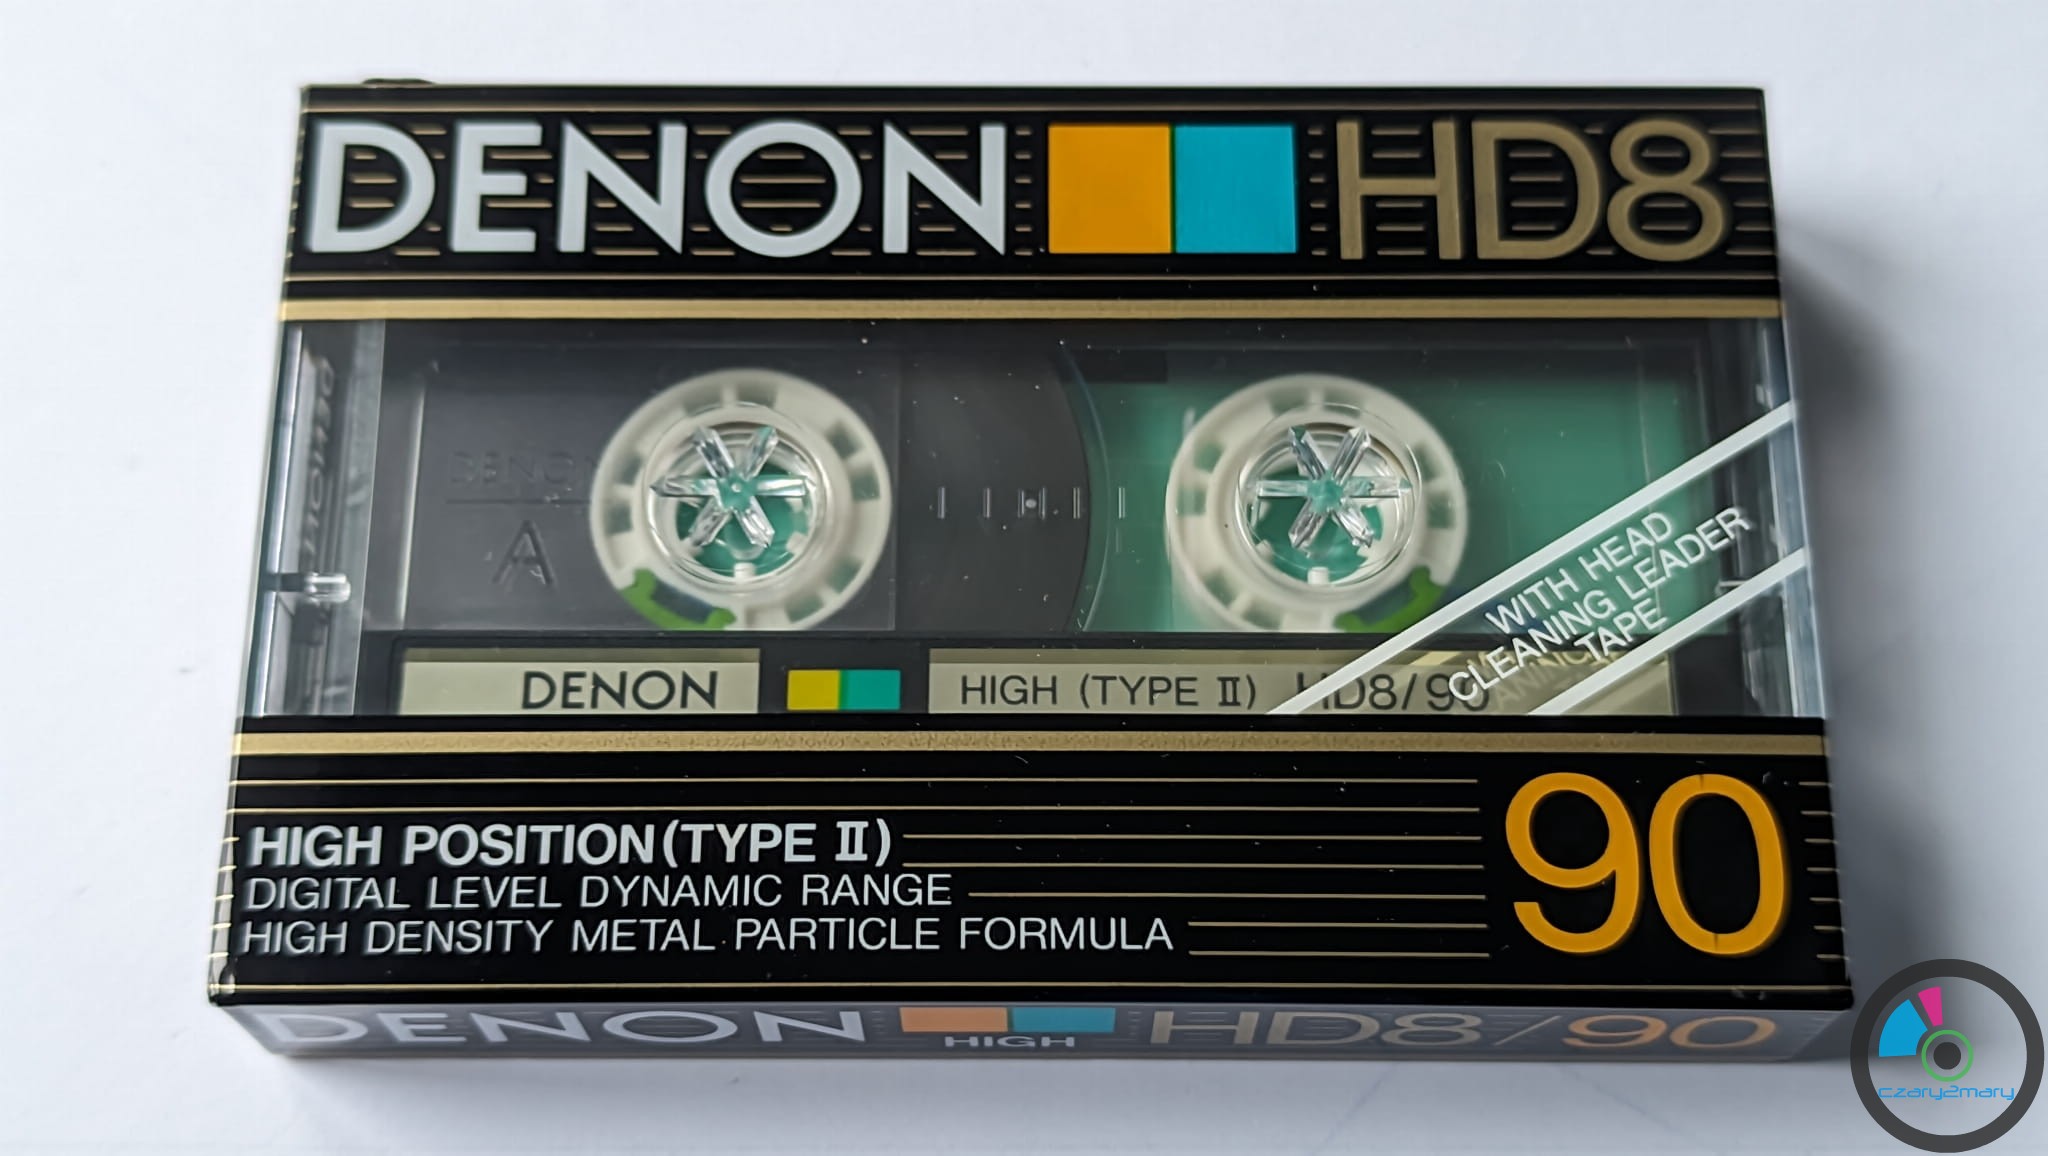 DENON HD8
DENON
A
DENON HIGH (TYPE II) HD8/90
WITH HEAD
CLEANING LEADER
TAPE
90
HIGH POSITION (TYPE II)
DIGITAL LEVEL DYNAMIC RANGE
HIGH DENSITY METAL PARTICLE FORMULA
DENON HIGH HD8/90
czary2mary